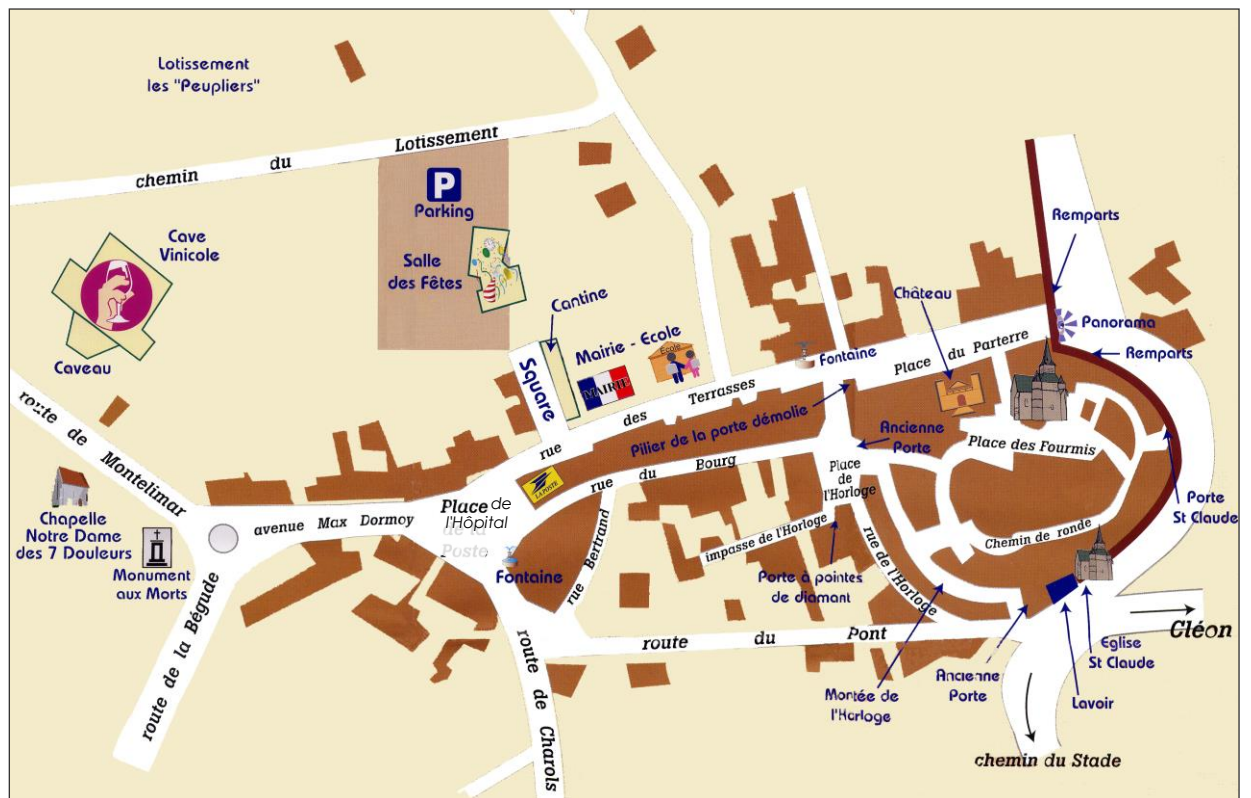 Lotissement
les "Peupliers"
chemin du Lotissement
P
Parking
Salle
des Fêtes
Cave
Vinicole
Caveau
Cantine
Square
Mairie - Ecole
MAIRIE
Ecole
Remparts
Château
Panorama
Remparts
Fontaine
Place du Parterre
rue des Terrasses
Pilier de la porte démolie
Ancienne
Porte
Place des Fourmis
rue du Bourg
LA POSTE
Place
de
l'Horloge
Porte
St Claude
route de Montelimar
avenue Max Dormoy
Place de
l'Hôpital
de la
Poste
Fontaine
rue Bertrand
impasse de l'Horloge
rue de l'Horloge
Chemin de ronde
Chapelle
Notre Dame
des 7 Douleurs
Monument
aux Morts
Porte à pointes
de diamant
route de la Bégude
route de Charols
route du Pont
Cléon
Montée de
l'Horloge
Ancienne
Porte
Lavoir
Eglise
St Claude
chemin du Stade